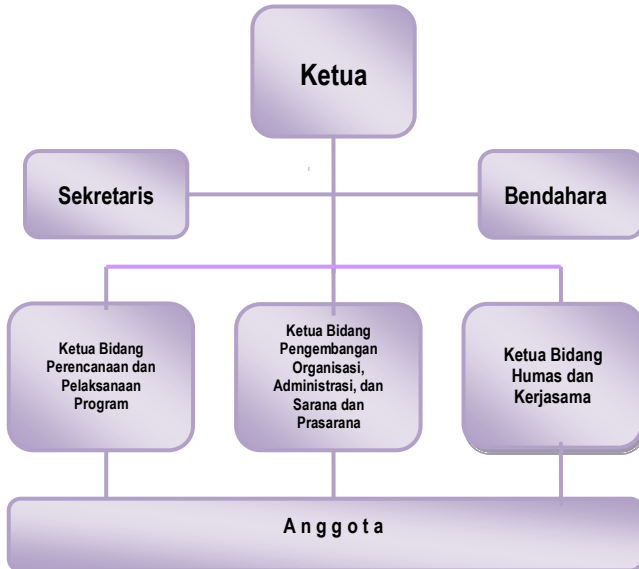 Ketua
Sekretaris
Bendahara
Ketua Bidang
Perencanaan dan
Pelaksanaan
Program
Ketua Bidang
Pengembangan
Organisasi,
Administrasi, dan
Sarana dan
Prasarana
Ketua Bidang
Humas dan
Kerjasama
A n g g o t a